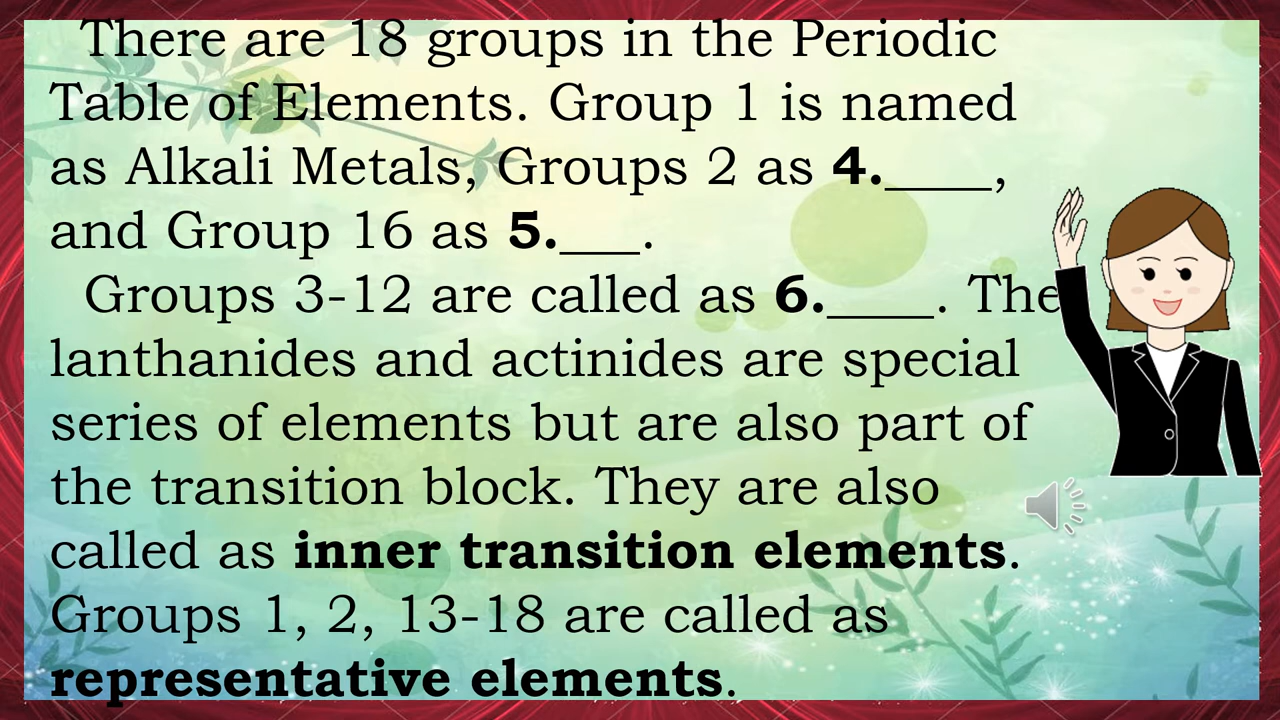 There are 18 groups in the Periodic
Table of Elements. Group 1 is named
as Alkali Metals, Groups 2 as 4.____,
and Group 16 as 5.___.
Groups 3-12 are called as 6.____. The
lanthanides and actinides are special
series of elements but are also part of
the transition block. They are also
called as inner transition elements.
Groups 1, 2, 13-18 are called as
representative elements.